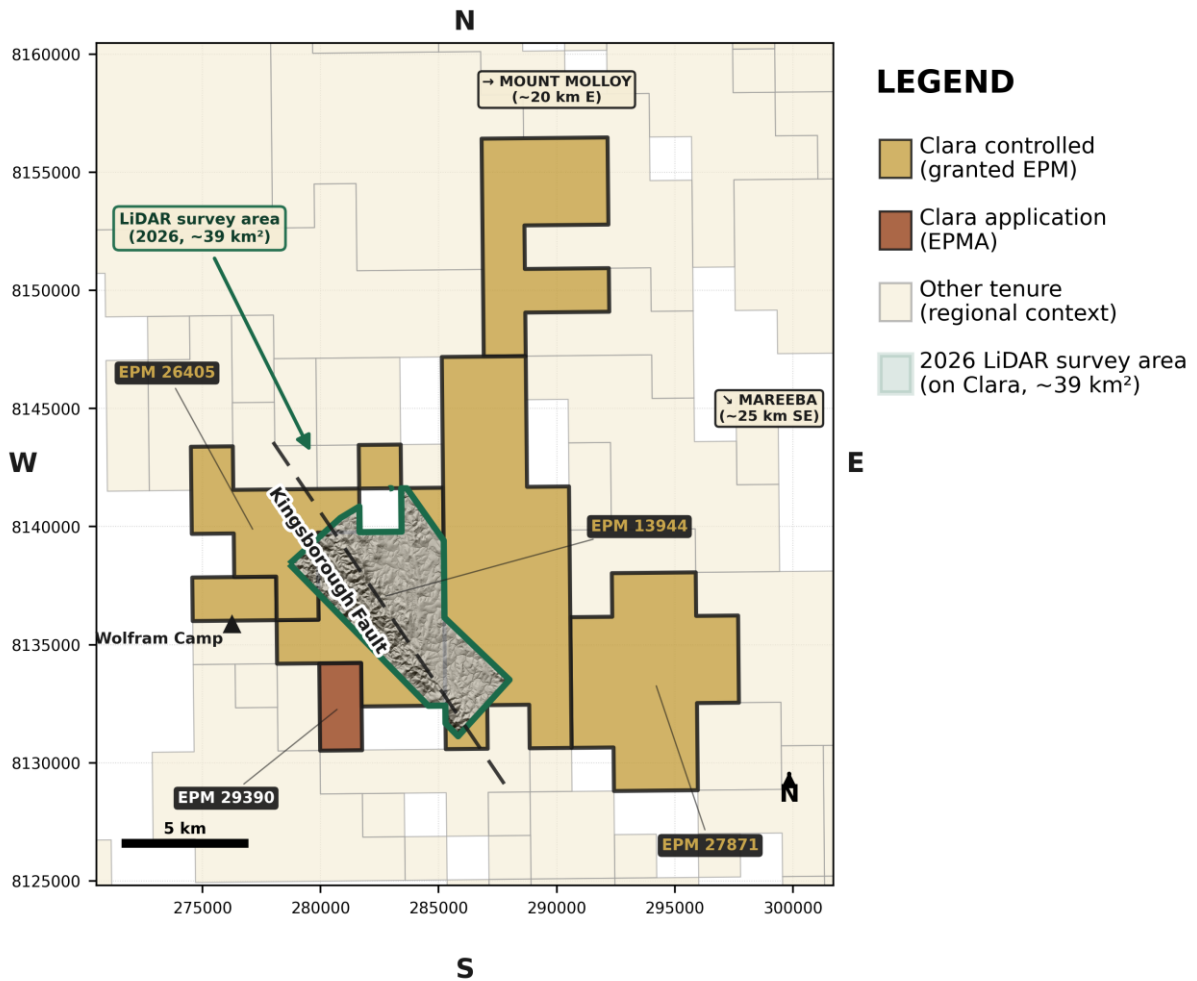 N
8160000
→ MOUNT MOLLOY
(~20 km E)
LEGEND
Clara controlled
(granted EPM)
8155000
Clara application
(EPMA)
LiDAR survey area
(2026, ~39 km²)
8150000
Other tenure
(regional context)
2026 LiDAR survey area
(on Clara, ~39 km²)
EPM 26405
8145000
↘ MAREEBA
(~25 km SE)
W
E
8140000
Kingsborough Fault
EPM 13944
8135000
Wolfram Camp
8130000
N
EPM 29390
5 km
EPM 27871
8125000
275000
280000
285000
290000
295000
300000
S